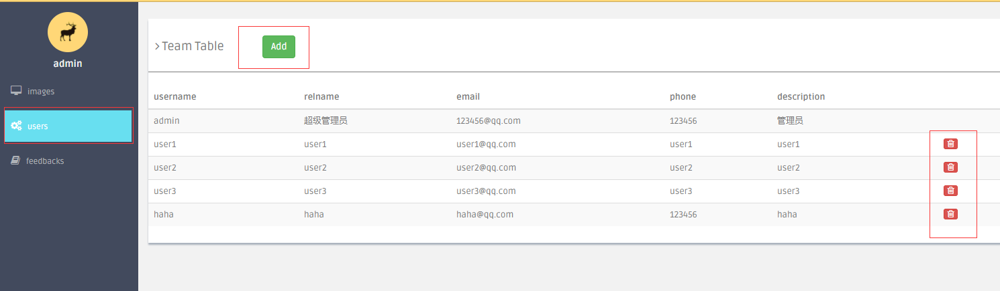 admin
images
users
feedbacks
Team Table Add
username relname email phone description
admin 超级管理员 123456@qq.com 123456 管理员
user1 user1 user1@qq.com user1 user1
user2 user2 user2@qq.com user2 user2
user3 user3 user3@qq.com user3 user3
haha haha haha@qq.com 123456 haha